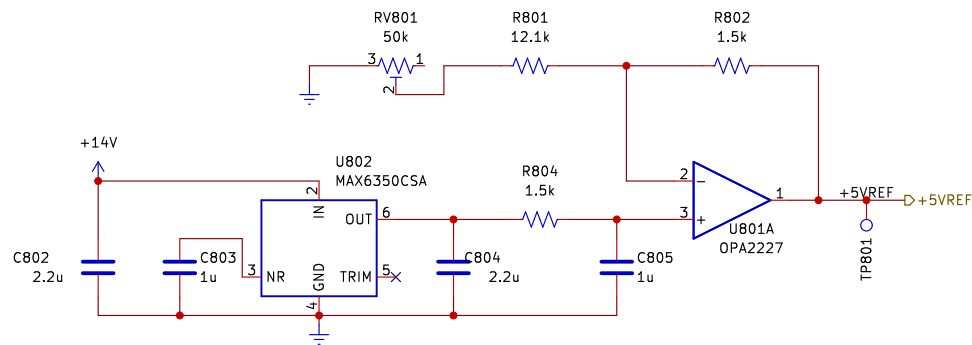 RV801
50k
3
1
2
R801
12.1k
R802
1.5k
+14V
U802
MAX6350CSA
2
IN
OUT
6
R804
1.5k
2
3
1
+5VREF
+5VREF
U801A
OPA2227
TP801
C802
2.2u
C803
1u
3
NR
GND
4
TRIM
5
C804
2.2u
C805
1u